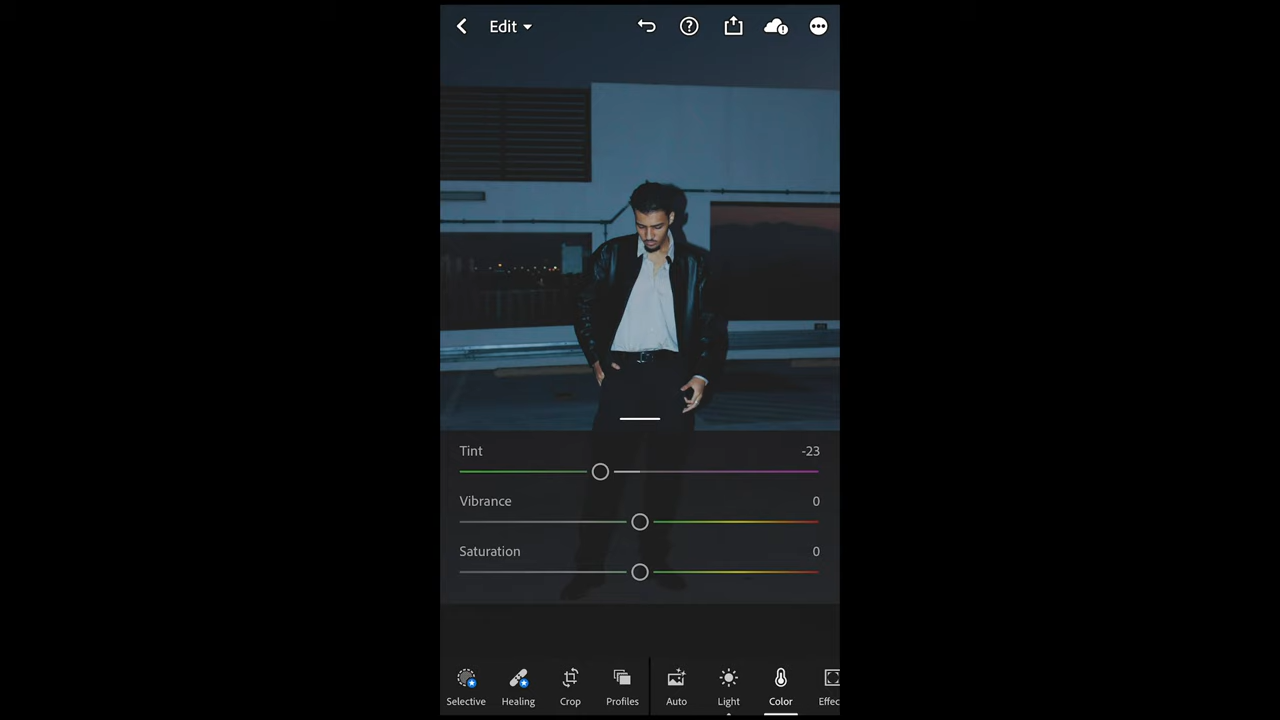 Edit
Tint -23
Vibrance 0
Saturation 0
Selective Healing Crop Profiles Auto Light Color Effec